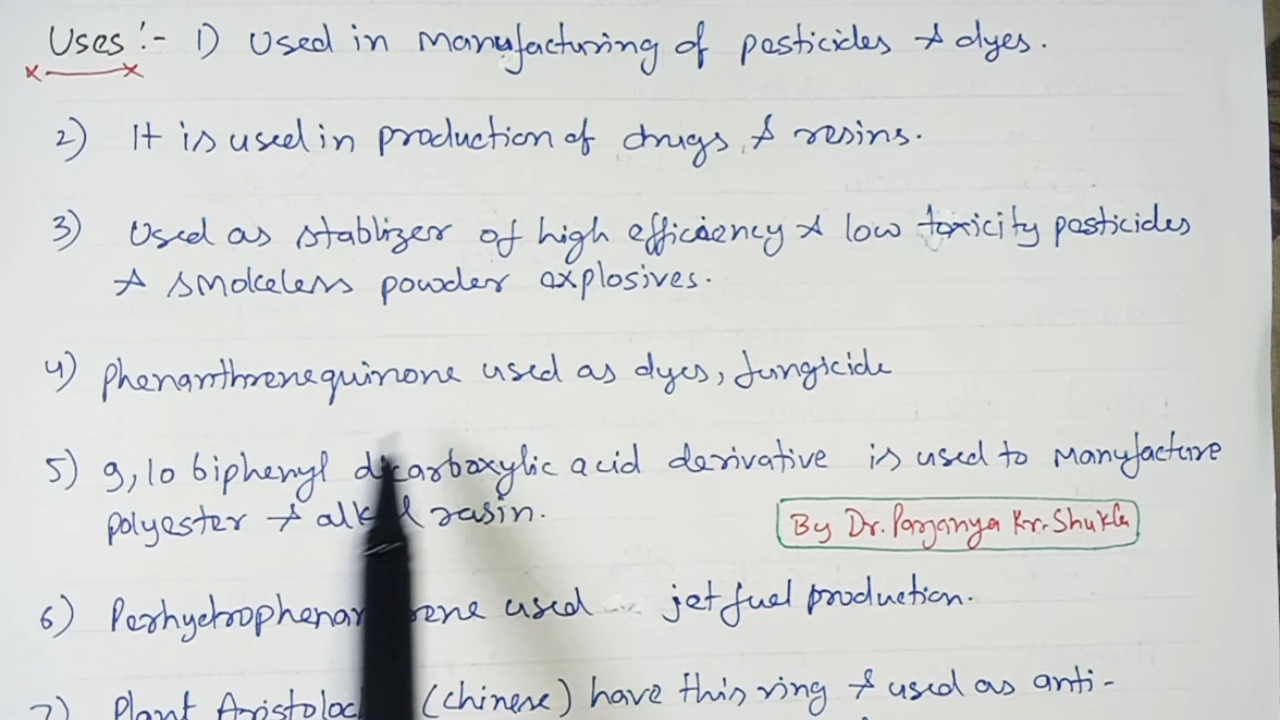 Uses :- 1) Used in manufacturing of pesticides & dyes.
2) It is used in production of drugs & resins.
3) Used as stablizer of high efficiency & low toxicity pesticides
& smokeless powder explosives.
4) Phenanthrenequinone used as dyes, fungicide
5) 9,10 biphenyl dicarboxylic acid derivative is used to manufacture
polyester & resin.
By Dr. Parjanya Kr. Shukla
6) used jet fuel production.
7) Plant (chinese) have this ring & used as anti-